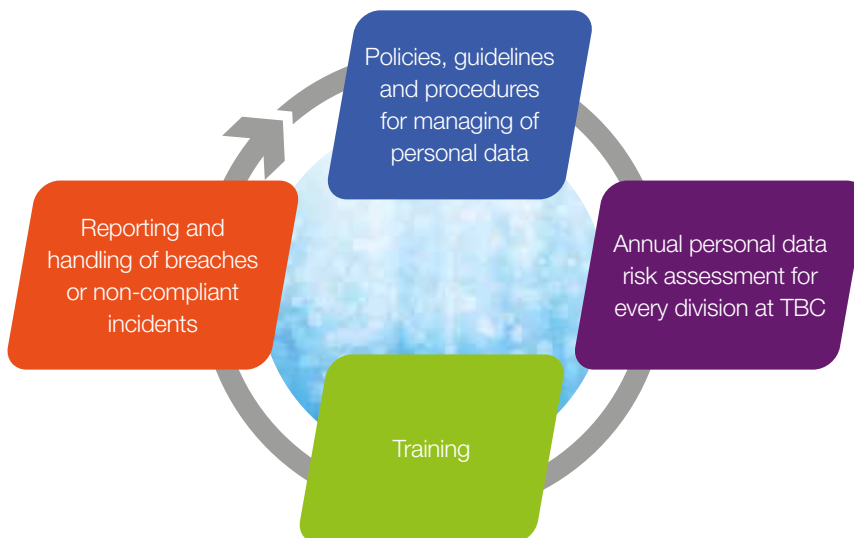 Policies, guidelines
and procedures
for managing of
personal data
Annual personal data
risk assessment for
every division at TBC
Training
Reporting and
handling of breaches
or non-compliant
incidents